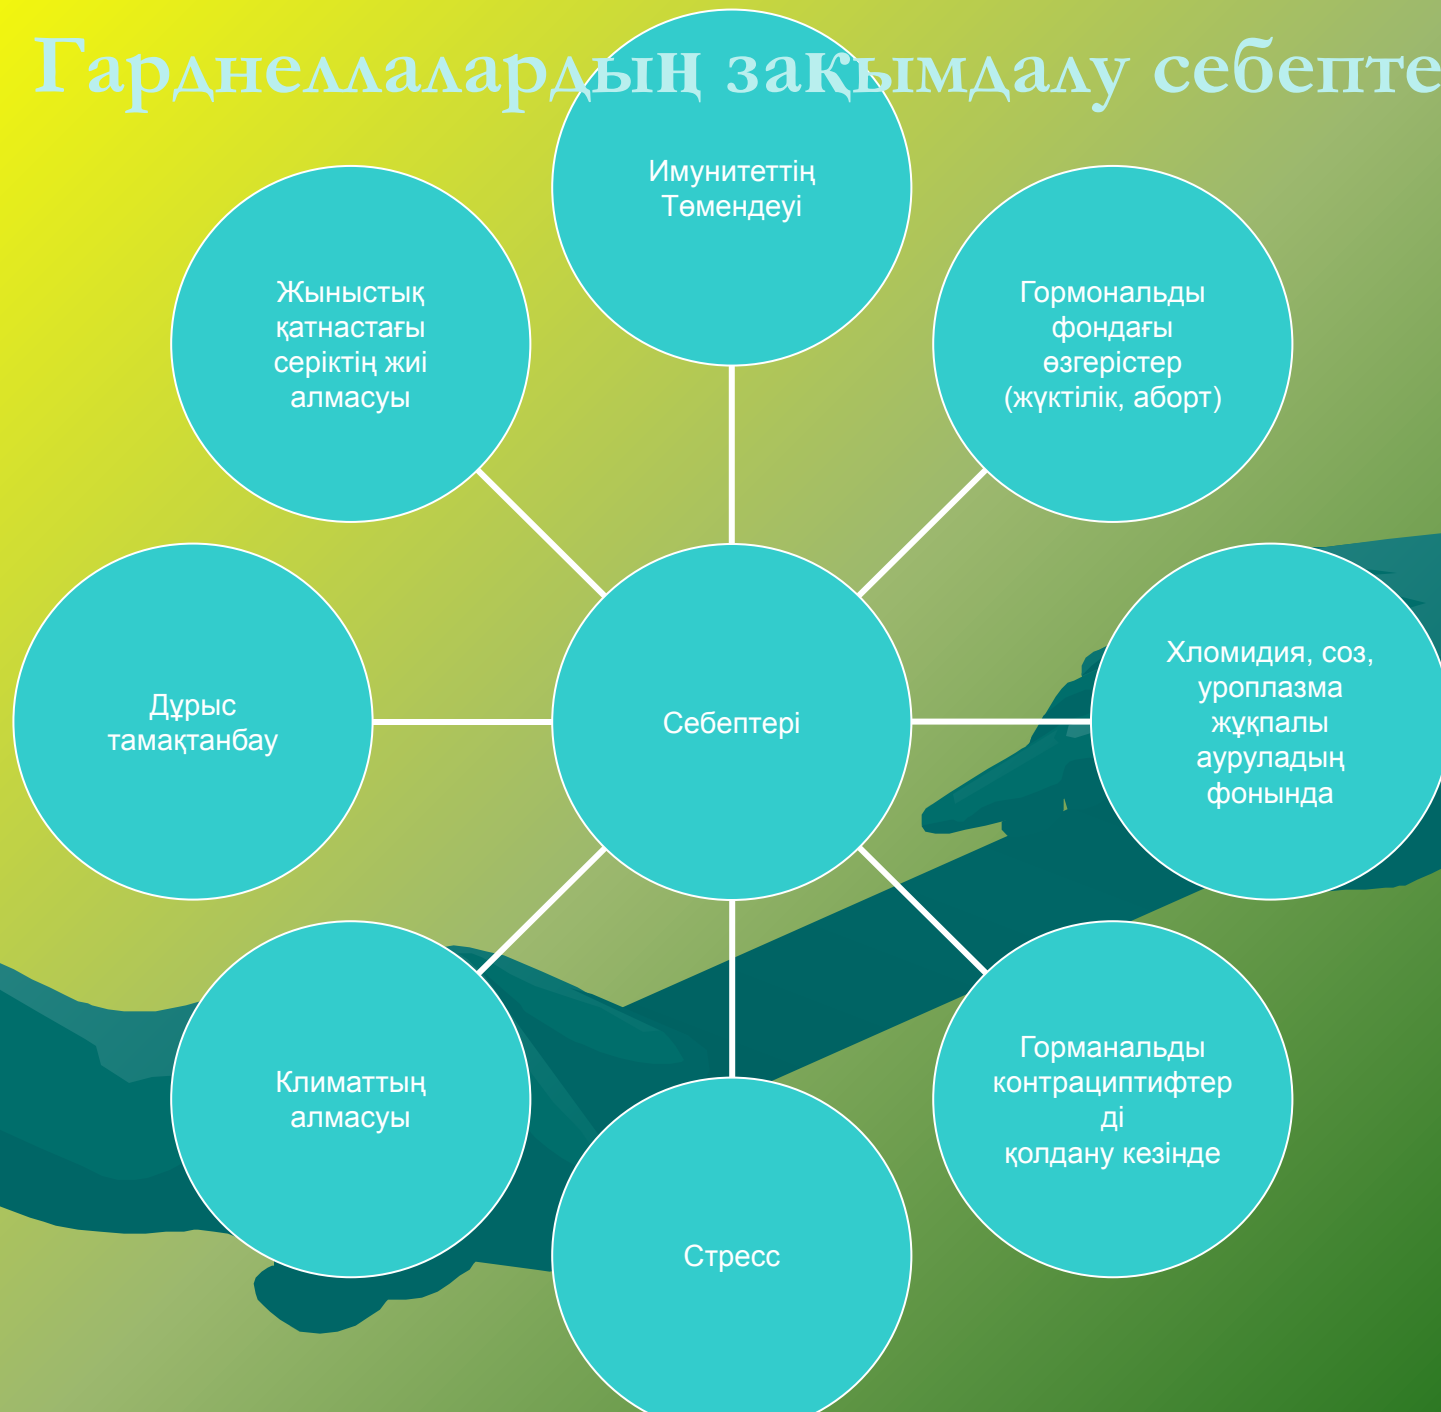 Гарднеллалардың зақымдалу себепте
Имунитеттің
Төмендеуі
Гормональды
фондағы
өзгерістер
(жүктілік, аборт)
Хломидия, соз,
уроплазма
жұқпалы
ауруладың
фонында
Горманальды
контрациптифтер
ді
қолдану кезінде
Стресс
Климаттың
алмасуы
Дұрыс
тамақтанбау
Жыныстық
қатнастағы
серіктің жиі
алмасуы
Себептері